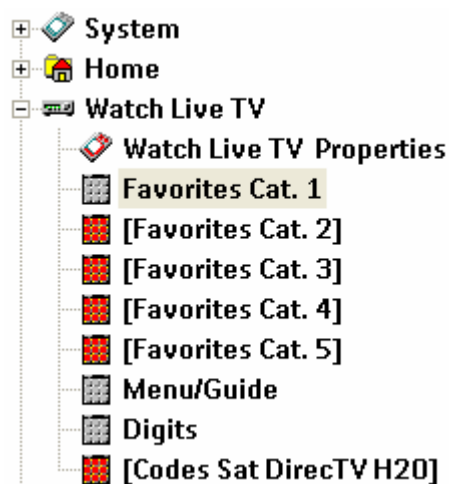 System
Home
Watch Live TV
Watch Live TV Properties
Favorites Cat. 1
[Favorites Cat. 2]
[Favorites Cat. 3]
[Favorites Cat. 4]
[Favorites Cat. 5]
Menu/Guide
Digits
[Codes Sat DirecTV H20]